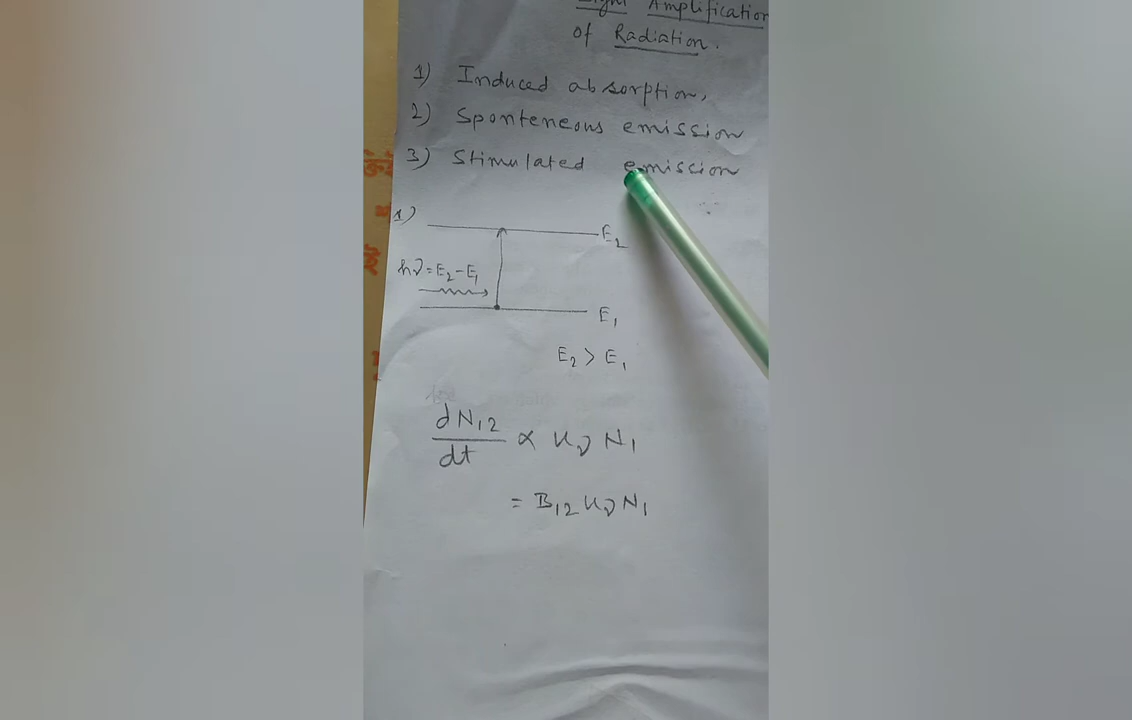 Light Amplification
of Radiation.
1) Induced absorption,
2) Sponteneous emission
3) Stimulated emission
1)
E₂
hν = E₂ - E₁
E₁
E₂ > E₁
dN₁₂/dt ∝ uν N₁
= B₁₂ uν N₁